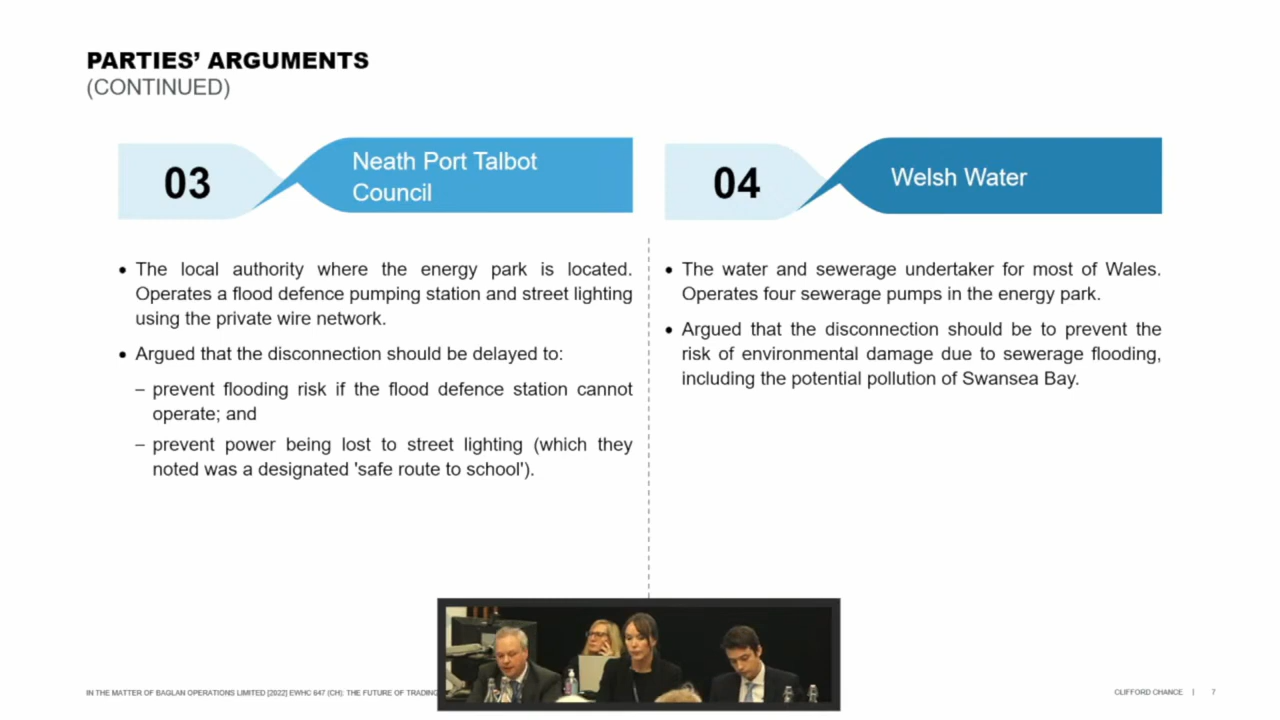 PARTIES’ ARGUMENTS
(CONTINUED)
03
Neath Port Talbot
Council
• The local authority where the energy park is located.
Operates a flood defence pumping station and street lighting
using the private wire network.
• Argued that the disconnection should be delayed to:
– prevent flooding risk if the flood defence station cannot
operate; and
– prevent power being lost to street lighting (which they
noted was a designated 'safe route to school').
04
Welsh Water
• The water and sewerage undertaker for most of Wales.
Operates four sewerage pumps in the energy park.
• Argued that the disconnection should be to prevent the
risk of environmental damage due to sewerage flooding,
including the potential pollution of Swansea Bay.
IN THE MATTER OF BAGLAN OPERATIONS LIMITED [2022] EWHC 647 (CH): THE FUTURE OF TRADING
CLIFFORD CHANCE | 7